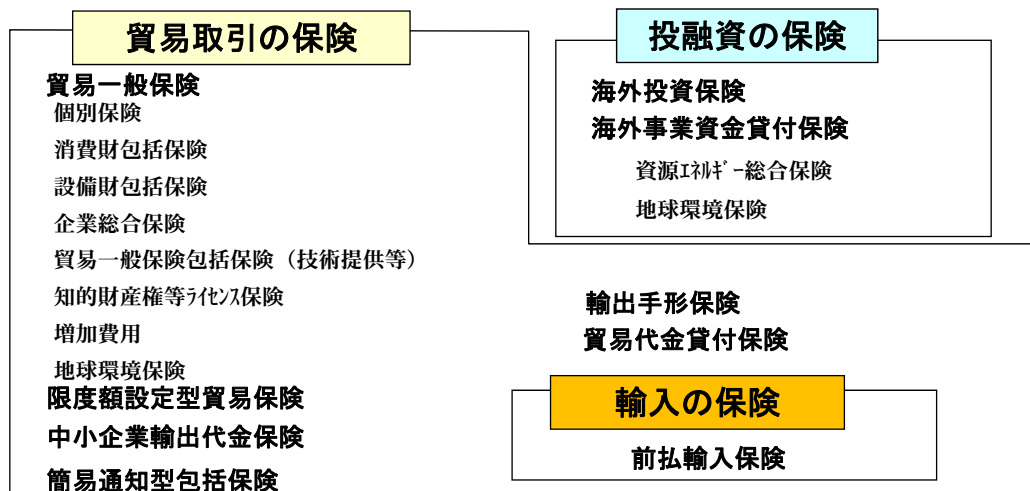 貿易取引の保険
貿易一般保険
個別保険
消費財包括保険
設備財包括保険
企業総合保険
貿易一般保険包括保険（技術提供等）
知的財産権等ﾗｲｾﾝｽ保険
増加費用
地球環境保険
限度額設定型貿易保険
中小企業輸出代金保険
簡易通知型包括保険
投融資の保険
海外投資保険
海外事業資金貸付保険
資源ｴﾈﾙｷﾞｰ総合保険
地球環境保険
輸出手形保険
貿易代金貸付保険
輸入の保険
前払輸入保険